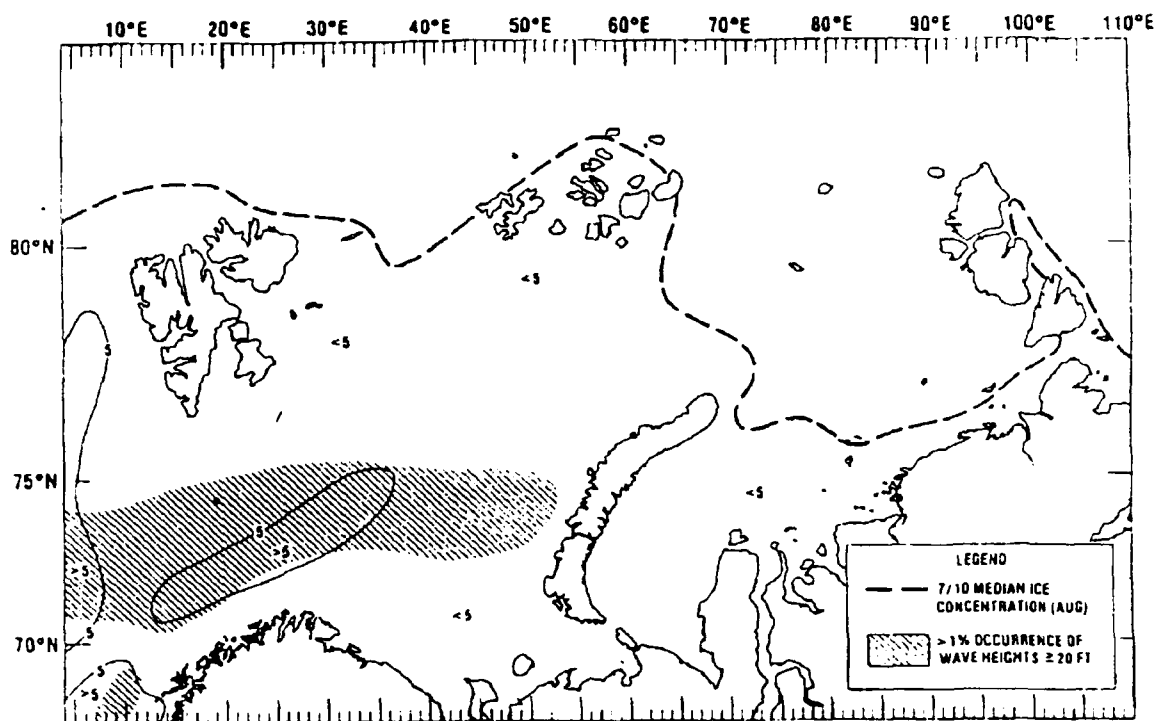 10°E 20°E 30°E 40°E 50°E 60°E 70°E 80°E 90°E 100°E 110°E
80°N
<5
<5
5
75°N
<5
5
>5
>5
5
<5
70°N
>5
LEGEND
7/10 MEDIAN ICE
CONCENTRATION (AUG)
>1% OCCURRENCE OF
WAVE HEIGHTS ≥ 20 FT